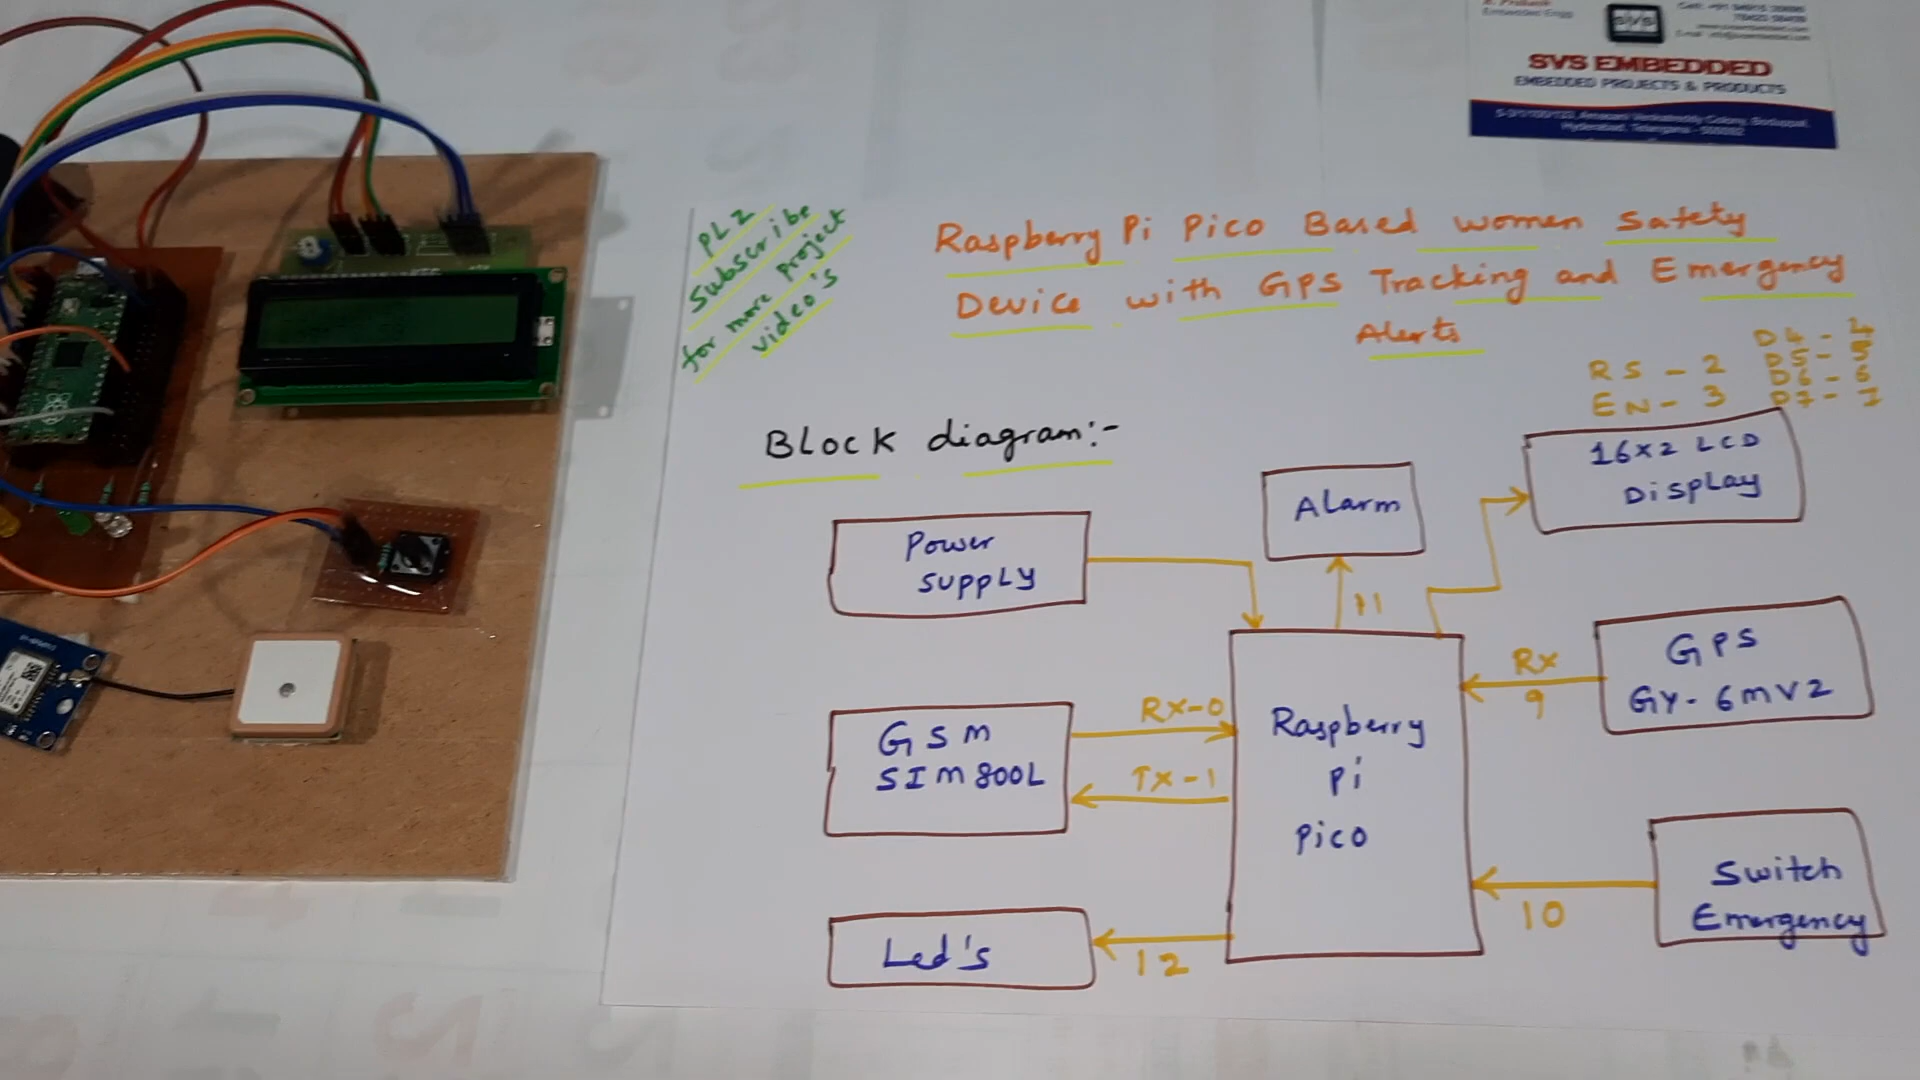 SVS
SVS EMBEDDED
EMBEDDED PROJECTS & PRODUCTS
PLZ
Subscribe
for more project
video's
Raspberry Pi Pico Based women Safety
Device with GPS Tracking and Emergency
Alerts
RS - 2
EN - 3
D4 - 4
D5 - 5
D6 - 6
D7 - 7
Block diagram:-
16x2 LCD
Display
Alarm
Power
Supply
11
GPS
GY-6MV2
Rx
9
GSM
SIM800L
RX-0
TX-1
Raspberry
Pi
Pico
Switch
Emergency
10
Led's
12